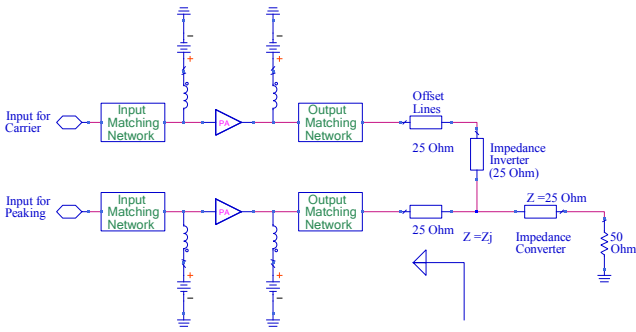 Input for
Carrier
Input
Matching
Network
PA
Output
Matching
Network
Offset
Lines
25 Ohm
Impedance
Inverter
(25 Ohm)
Input for
Peaking
Input
Matching
Network
PA
Output
Matching
Network
25 Ohm
Z =Zj
Z =25 Ohm
Impedance
Converter
50
Ohm